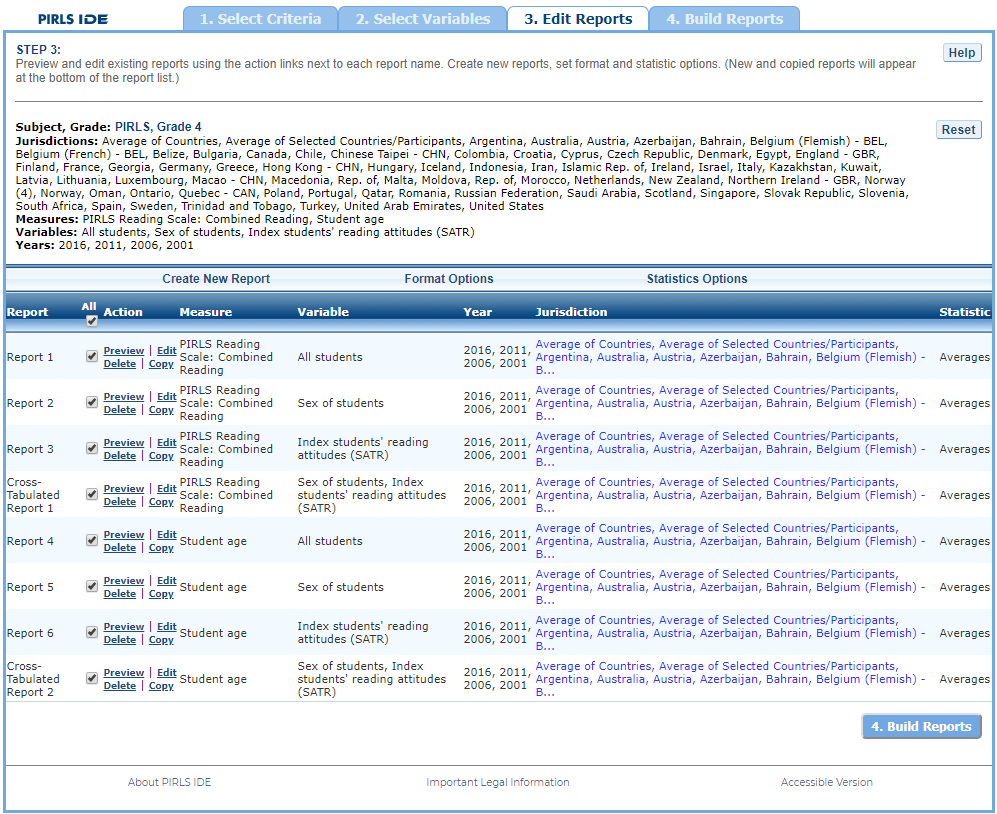 PIRLS IDE
1. Select Criteria
2. Select Variables
3. Edit Reports
4. Build Reports
STEP 3:
Help
Preview and edit existing reports using the action links next to each report name. Create new reports, set format and statistic options. (New and copied reports will appear
at the bottom of the report list.)
Subject, Grade: PIRLS, Grade 4
Reset
Jurisdictions: Average of Countries, Average of Selected Countries/Participants, Argentina, Australia, Austria, Azerbaijan, Bahrain, Belgium (Flemish) - BEL,
Belgium (French) - BEL, Belize, Bulgaria, Canada, Chile, Chinese Taipei - CHN, Colombia, Croatia, Cyprus, Czech Republic, Denmark, Egypt, England - GBR,
Finland, France, Georgia, Germany, Greece, Hong Kong - CHN, Hungary, Iceland, Indonesia, Iran, Islamic Rep. of, Ireland, Israel, Italy, Kazakhstan, Kuwait,
Latvia, Lithuania, Luxembourg, Macao - CHN, Macedonia, Rep. of, Malta, Moldova, Rep. of, Morocco, Netherlands, New Zealand, Northern Ireland - GBR, Norway
(4), Norway, Oman, Ontario, Quebec - CAN, Poland, Portugal, Qatar, Romania, Russian Federation, Saudi Arabia, Scotland, Singapore, Slovak Republic, Slovenia,
South Africa, Spain, Sweden, Trinidad and Tobago, Turkey, United Arab Emirates, United States
Measures: PIRLS Reading Scale: Combined Reading, Student age
Variables: All students, Sex of students, Index students' reading attitudes (SATR)
Years: 2016, 2011, 2006, 2001
Create New Report
Format Options
Statistics Options
Report All Action Measure Variable Year Jurisdiction Statistic
Report 1
Preview | Edit
Delete | Copy
PIRLS Reading
Scale: Combined
Reading
All students
2016, 2011,
2006, 2001
Average of Countries, Average of Selected Countries/Participants,
Argentina, Australia, Austria, Azerbaijan, Bahrain, Belgium (Flemish) -
B...
Averages
Report 2
Preview | Edit
Delete | Copy
PIRLS Reading
Scale: Combined
Reading
Sex of students
2016, 2011,
2006, 2001
Average of Countries, Average of Selected Countries/Participants,
Argentina, Australia, Austria, Azerbaijan, Bahrain, Belgium (Flemish) -
B...
Averages
Report 3
Preview | Edit
Delete | Copy
PIRLS Reading
Scale: Combined
Reading
Index students' reading
attitudes (SATR)
2016, 2011,
2006, 2001
Average of Countries, Average of Selected Countries/Participants,
Argentina, Australia, Austria, Azerbaijan, Bahrain, Belgium (Flemish) -
B...
Averages
Cross-
Tabulated
Report 1
Preview | Edit
Delete | Copy
PIRLS Reading
Scale: Combined
Reading
Sex of students, Index
students' reading attitudes
(SATR)
2016, 2011,
2006, 2001
Average of Countries, Average of Selected Countries/Participants,
Argentina, Australia, Austria, Azerbaijan, Bahrain, Belgium (Flemish) -
B...
Averages
Report 4
Preview | Edit
Delete | Copy
Student age
All students
2016, 2011,
2006, 2001
Average of Countries, Average of Selected Countries/Participants,
Argentina, Australia, Austria, Azerbaijan, Bahrain, Belgium (Flemish) -
B...
Averages
Report 5
Preview | Edit
Delete | Copy
Student age
Sex of students
2016, 2011,
2006, 2001
Average of Countries, Average of Selected Countries/Participants,
Argentina, Australia, Austria, Azerbaijan, Bahrain, Belgium (Flemish) -
B...
Averages
Report 6
Preview | Edit
Delete | Copy
Student age
Index students' reading
attitudes (SATR)
2016, 2011,
2006, 2001
Average of Countries, Average of Selected Countries/Participants,
Argentina, Australia, Austria, Azerbaijan, Bahrain, Belgium (Flemish) -
B...
Averages
Cross-
Tabulated
Report 2
Preview | Edit
Delete | Copy
Student age
Sex of students, Index
students' reading attitudes
(SATR)
2016, 2011,
2006, 2001
Average of Countries, Average of Selected Countries/Participants,
Argentina, Australia, Austria, Azerbaijan, Bahrain, Belgium (Flemish) -
B...
Averages
4. Build Reports
About PIRLS IDE
Important Legal Information
Accessible Version